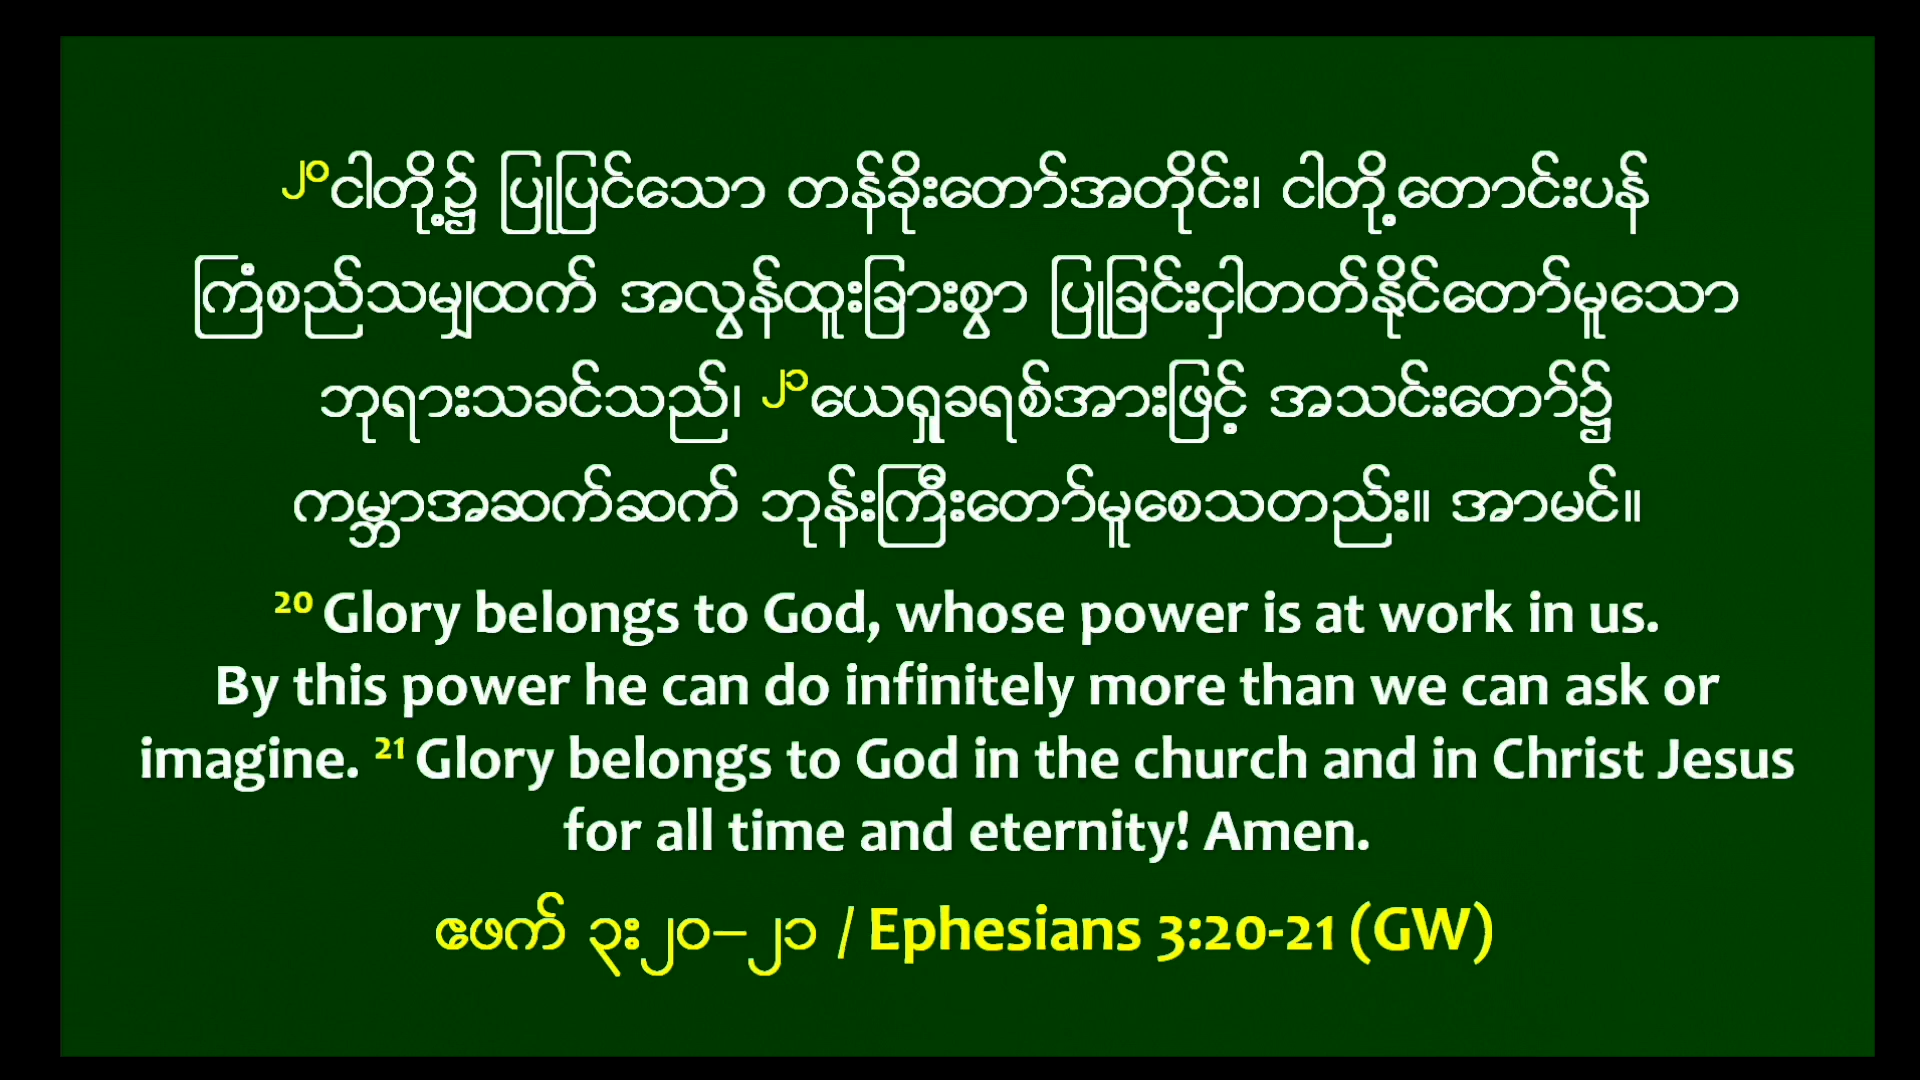 ၂၀ငါတို့၌ ပြုပြင်သော တန်ခိုးတော်အတိုင်း၊ ငါတို့တောင်းပန်
ကြံစည်သမျှထက် အလွန်ထူးခြားစွာ ပြုခြင်းငှါတတ်နိုင်တော်မူသော
ဘုရားသခင်သည်၊ ၂၁ယေရှုခရစ်အားဖြင့် အသင်းတော်၌
ကမ္ဘာအဆက်ဆက် ဘုန်းကြီးတော်မူစေသတည်း။ အာမင်။
20 Glory belongs to God, whose power is at work in us.
By this power he can do infinitely more than we can ask or
imagine. 21 Glory belongs to God in the church and in Christ Jesus
for all time and eternity! Amen.
ဧဖက် ၃း၂၀–၂၁ / Ephesians 3:20-21 (GW)